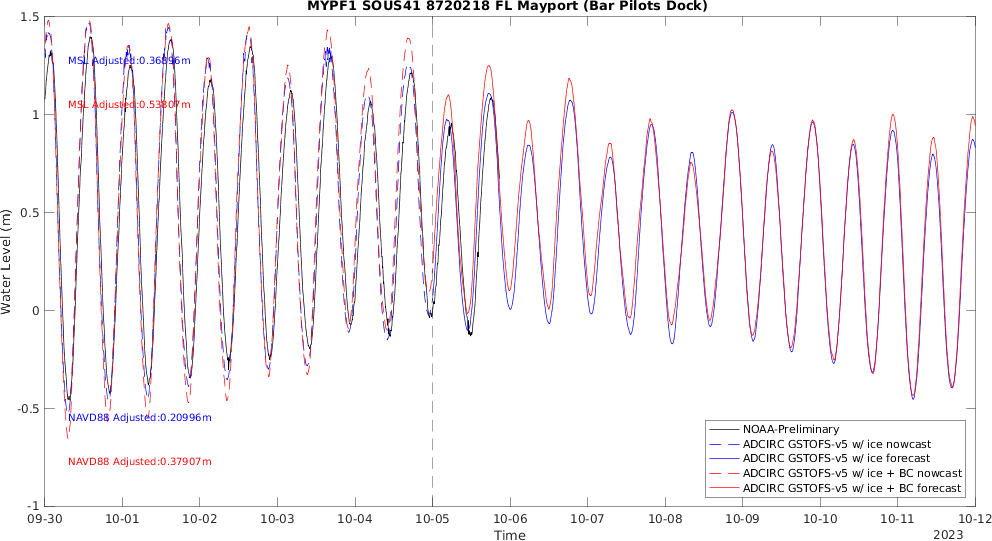 MYPF1 SOUS41 8720218 FL Mayport (Bar Pilots Dock)
1.5
MSL Adjusted:0.36896m
MSL Adjusted:0.53807m
1
0.5
Water Level (m)
0
-0.5
NAVD88 Adjusted:0.20996m
NAVD88 Adjusted:0.37907m
NOAA-Preliminary
ADCIRC GSTOFS-v5 w/ ice nowcast
ADCIRC GSTOFS-v5 w/ ice forecast
ADCIRC GSTOFS-v5 w/ ice + BC nowcast
ADCIRC GSTOFS-v5 w/ ice + BC forecast
-1
09-30 10-01 10-02 10-03 10-04 10-05 10-06 10-07 10-08 10-09 10-10 10-11 10-12
Time
2023